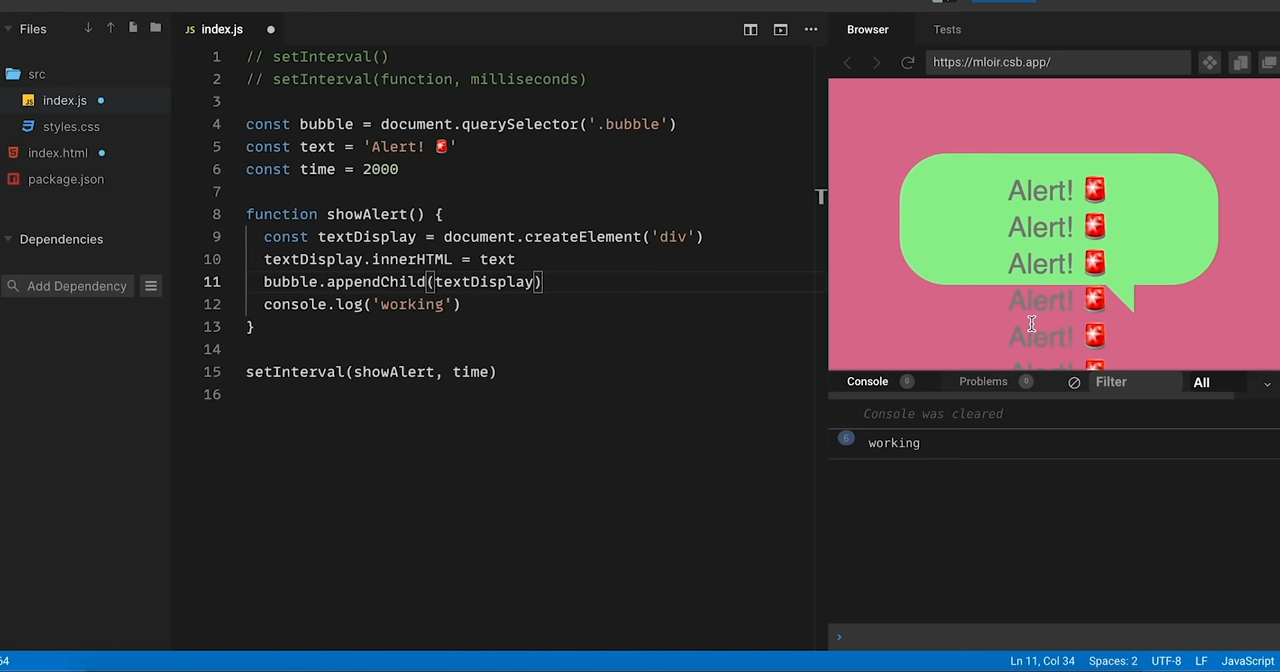 Files
src
index.js
styles.css
index.html
package.json
Dependencies
Add Dependency
JS index.js
1 // setInterval()
2 // setInterval(function, milliseconds)
3
4 const bubble = document.querySelector('.bubble')
5 const text = 'Alert! 🚨'
6 const time = 2000
7
8 function showAlert() {
9 const textDisplay = document.createElement('div')
10 textDisplay.innerHTML = text
11 bubble.appendChild(textDisplay)
12 console.log('working')
13 }
14
15 setInterval(showAlert, time)
16
Browser Tests
https://mloir.csb.app/
Alert! 🚨
Alert! 🚨
Alert! 🚨
Alert! 🚨
Alert! 🚨
Alert! 🚨
Console 0 Problems 0 Filter All
Console was cleared
6 working
›
64 Ln 11, Col 34 Spaces: 2 UTF-8 LF JavaScript